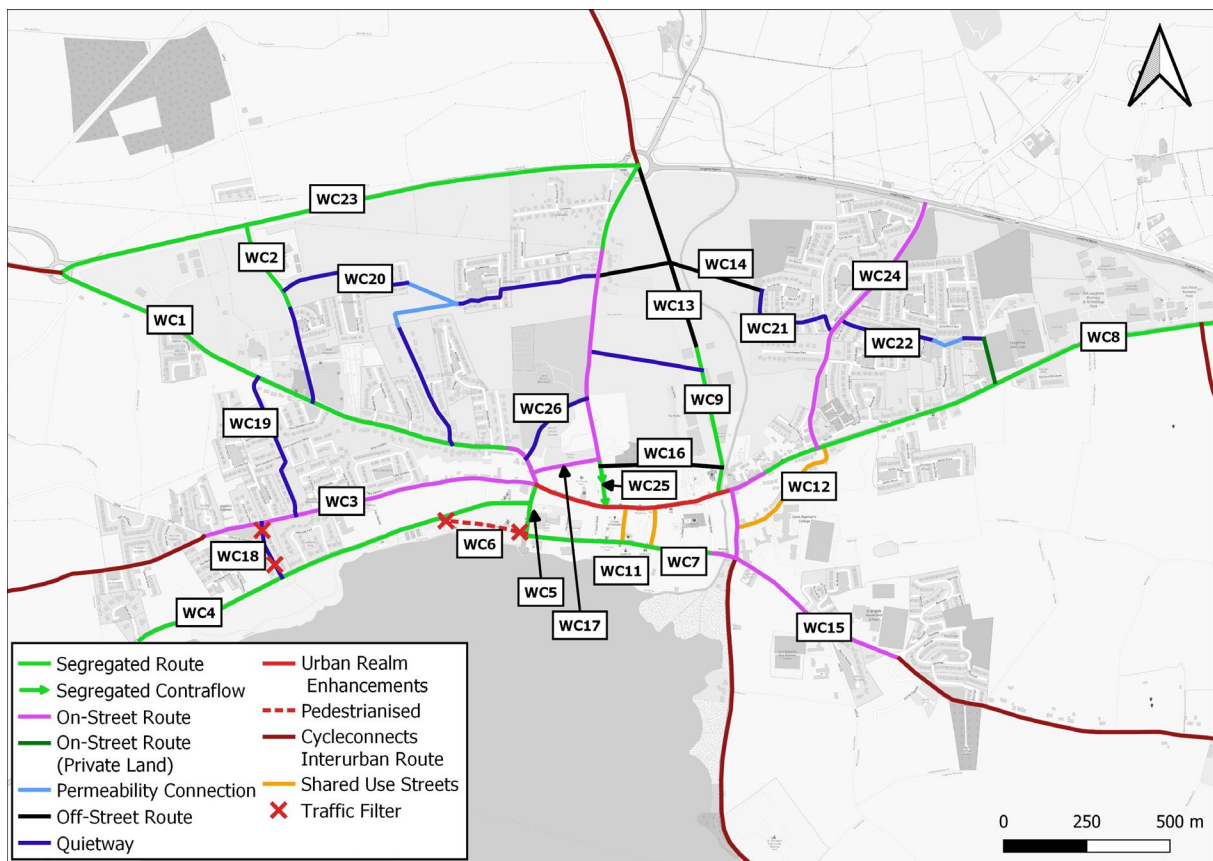 WC23
WC2
WC20
WC14
WC24
WC1
WC13
WC21
WC22
WC8
WC19
WC26
WC9
WC16
WC25
WC12
WC3
WC18
WC6
WC11
WC7
WC5
WC4
WC17
WC15
Segregated Route
Segregated Contraflow
On-Street Route
On-Street Route
(Private Land)
Permeability Connection
Off-Street Route
Quietway
Urban Realm
Enhancements
Pedestrianised
Cycleconnects
Interurban Route
Shared Use Streets
Traffic Filter
0 250 500 m